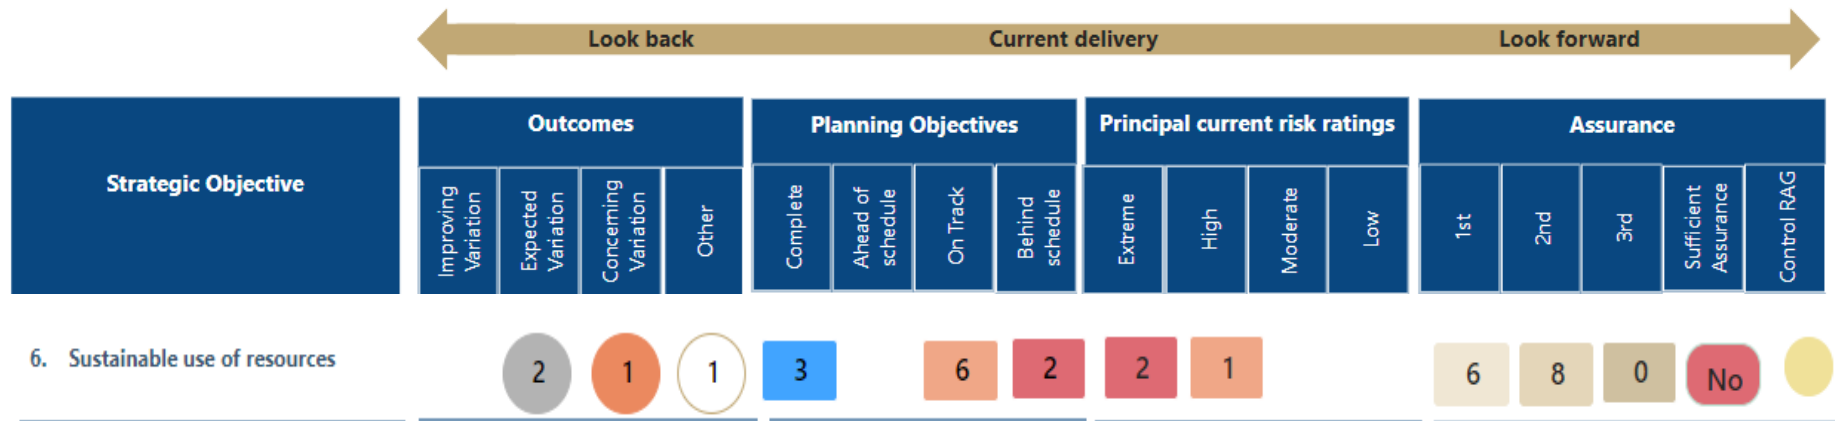 Look back Current delivery Look forward
Strategic Objective
Outcomes Planning Objectives Principal current risk ratings Assurance
Improving Variation
Expected Variation
Concerning Variation
Other
Complete
Ahead of schedule
On Track
Behind schedule
Extreme
High
Moderate
Low
1st
2nd
3rd
Sufficient Assurance
Control RAG
6. Sustainable use of resources 2 1 1 3 6 2 2 1 6 8 0 No